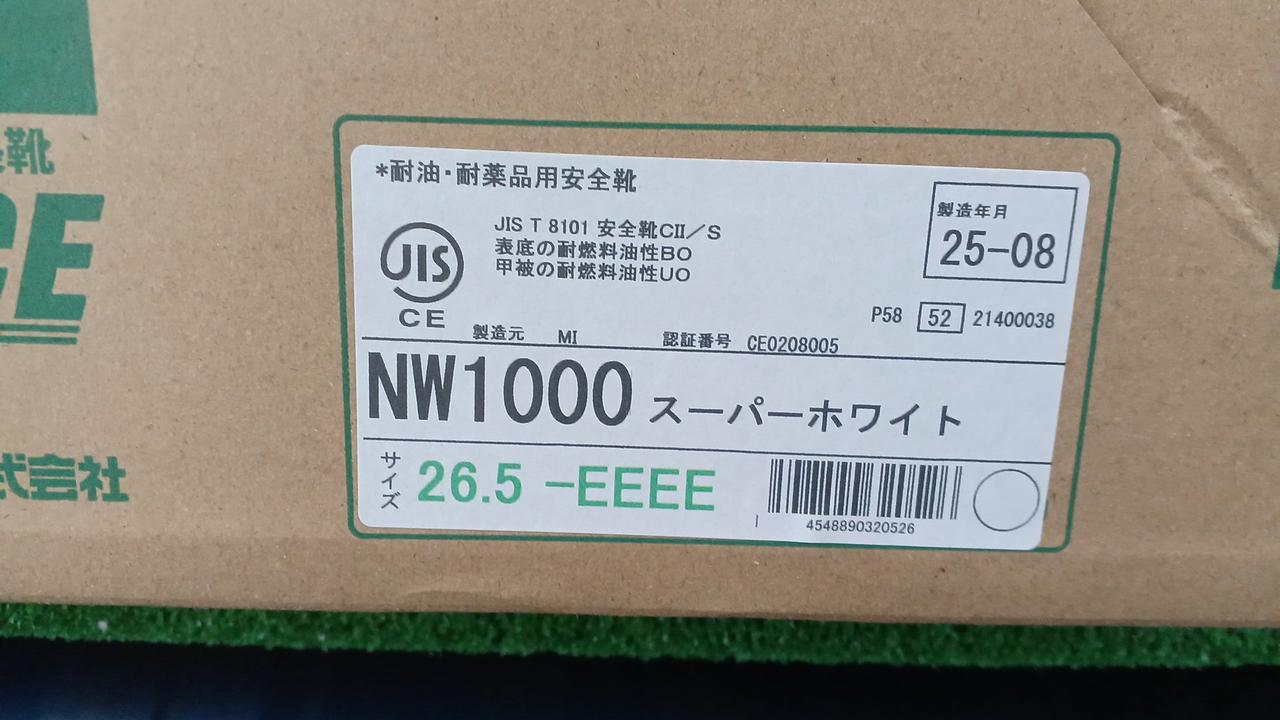 靴
CE
式会社
*耐油・耐薬品用安全靴
JIS
CE
JIS T 8101 安全靴CII／S
表底の耐燃料油性BO
甲被の耐燃料油性UO
製造年月
25-08
P58 52 21400038
製造元 MI 認証番号 CE0208005
NW1000 スーパーホワイト
サイズ 26.5 -EEEE
4548890320526